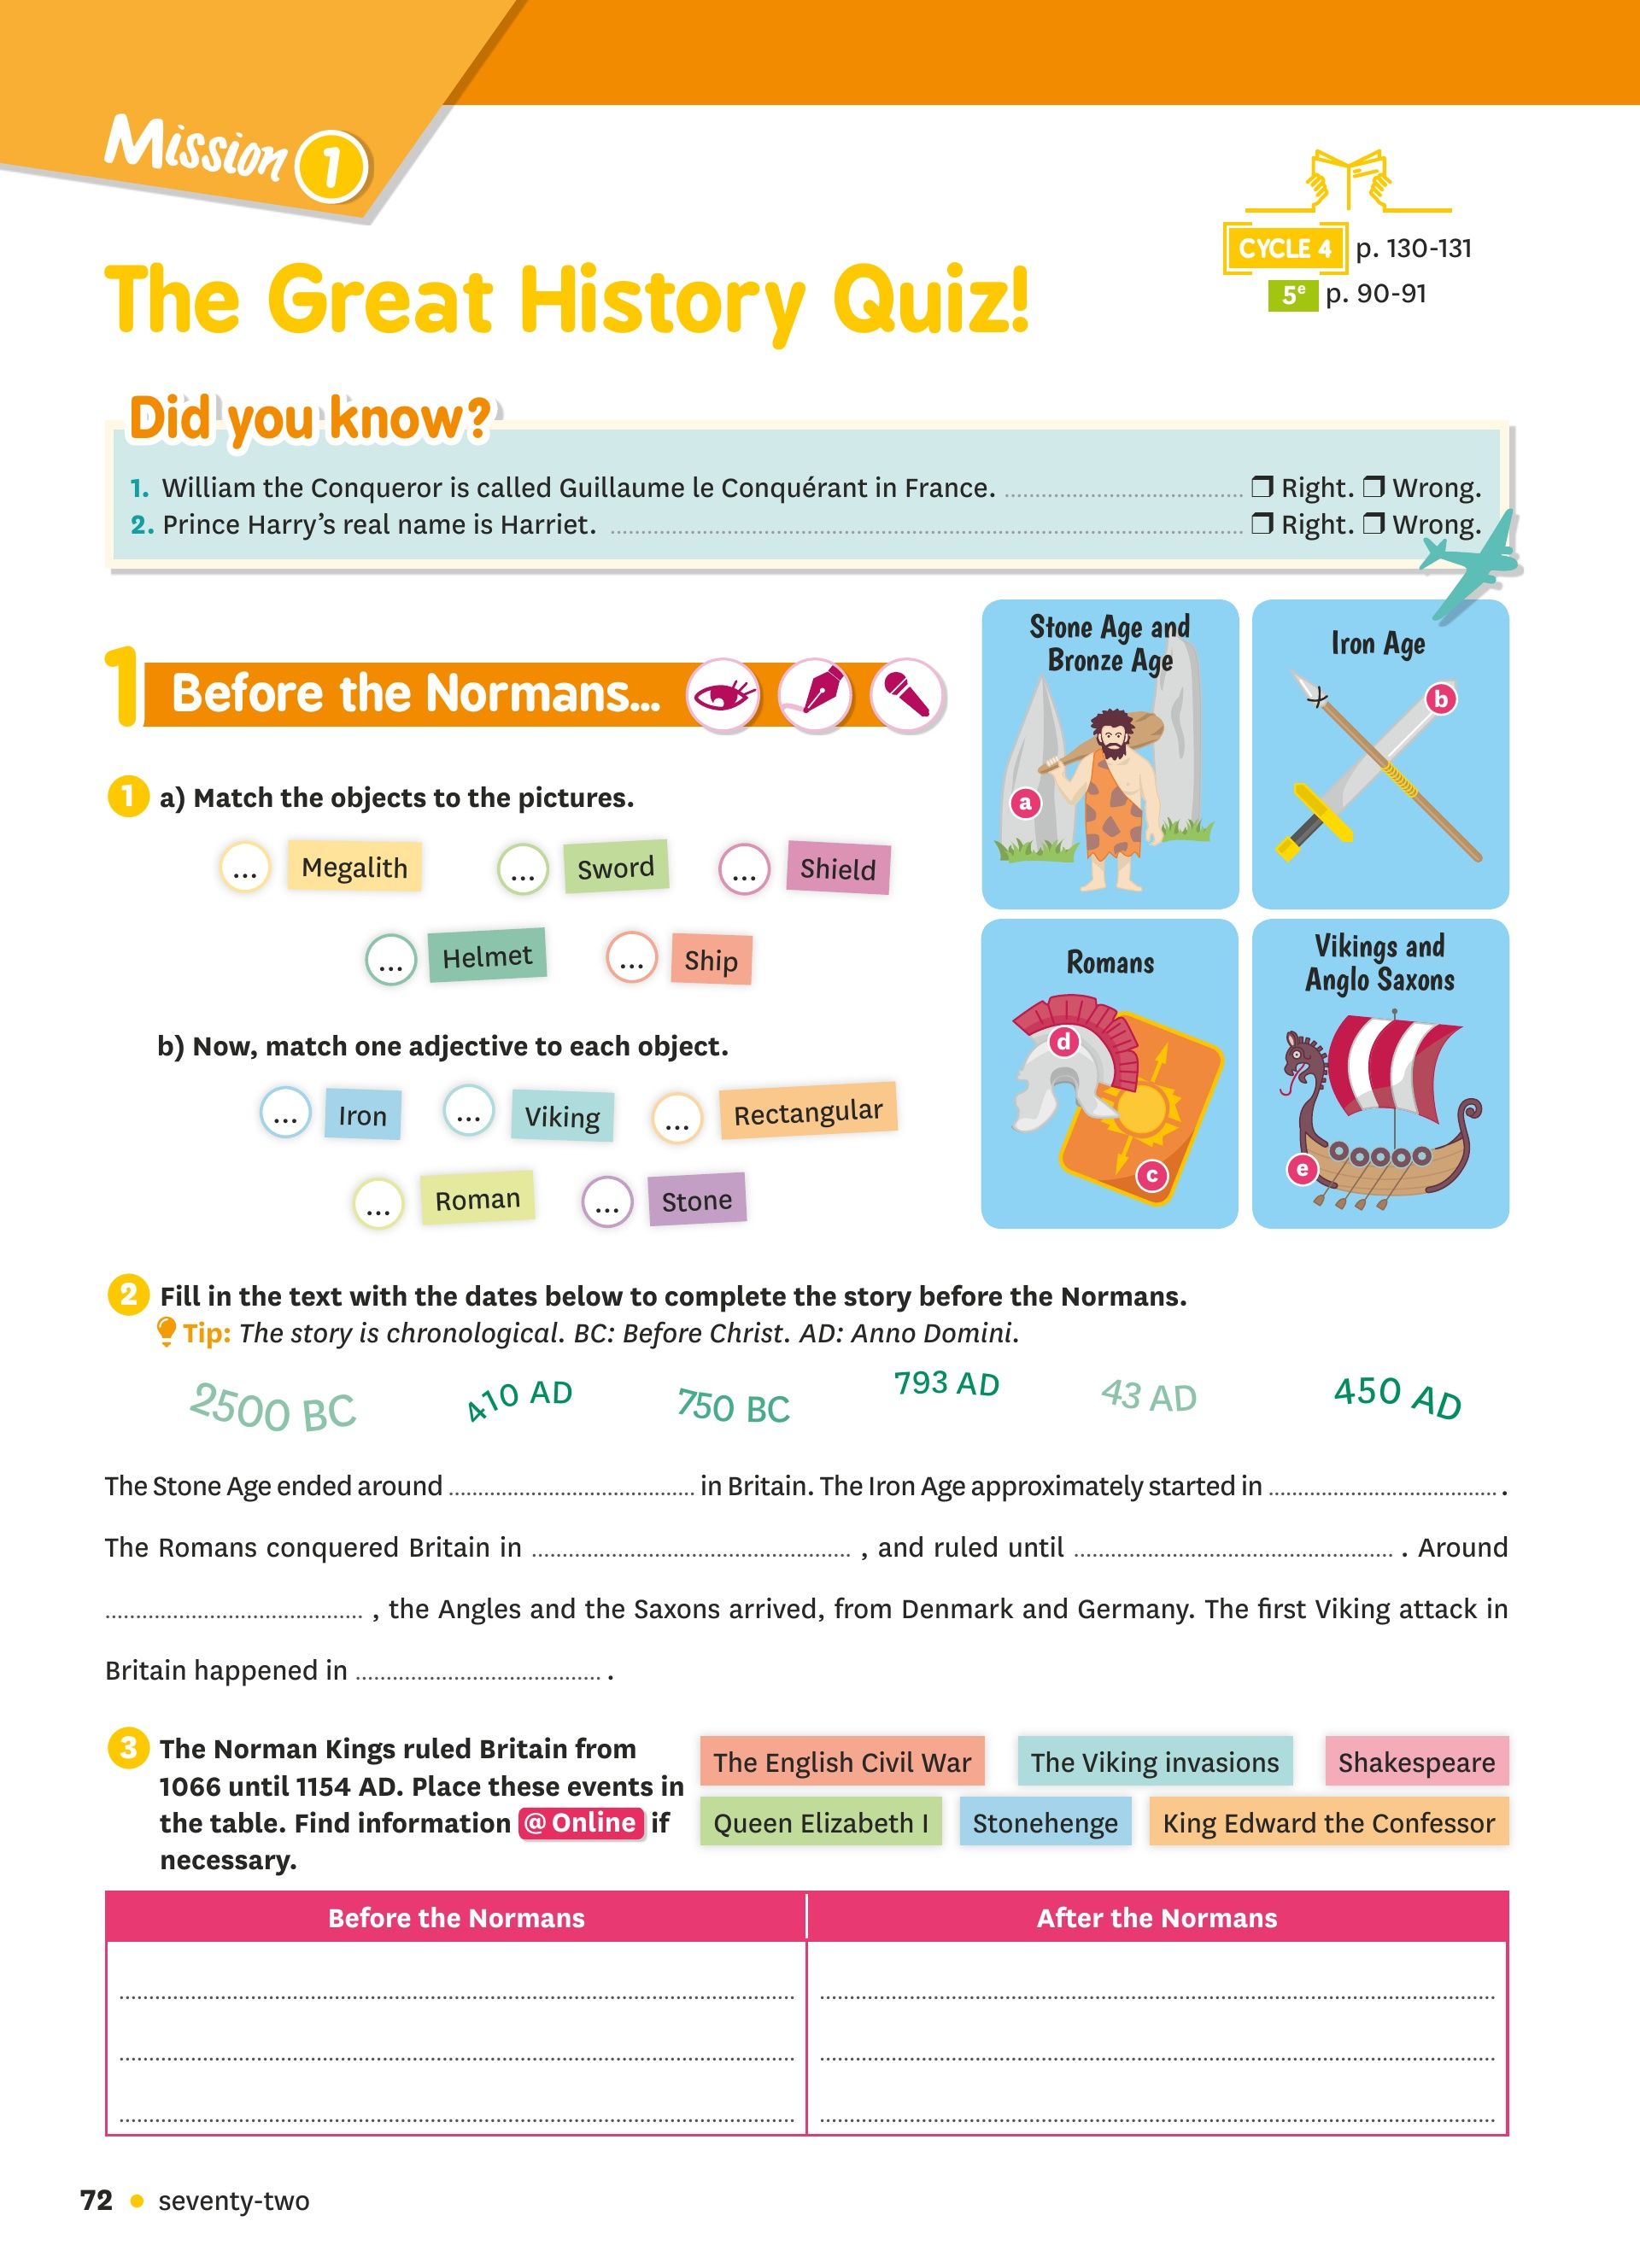 Mission 1
CYCLE 4 p. 130-131
5e p. 90-91
The Great History Quiz!
Did you know?
1. William the Conqueror is called Guillaume le Conquérant in France. ........ ❒ Right. ❒ Wrong.
2. Prince Harry’s real name is Harriet. ........ ❒ Right. ❒ Wrong.
1 Before the Normans...
1 a) Match the objects to the pictures.
... Megalith ... Sword ... Shield
... Helmet ... Ship
b) Now, match one adjective to each object.
... Iron ... Viking ... Rectangular
... Roman ... Stone
Stone Age and
Bronze Age
a
Iron Age
b
Romans
d
c
Vikings and
Anglo Saxons
e
2 Fill in the text with the dates below to complete the story before the Normans.
Tip: The story is chronological. BC: Before Christ. AD: Anno Domini.
2500 BC 410 AD 750 BC 793 AD 43 AD 450 AD
The Stone Age ended around ........ in Britain. The Iron Age approximately started in ........ .
The Romans conquered Britain in ........ , and ruled until ........ . Around
........ , the Angles and the Saxons arrived, from Denmark and Germany. The first Viking attack in
Britain happened in ........ .
3 The Norman Kings ruled Britain from
1066 until 1154 AD. Place these events in
the table. Find information @ Online if
necessary.
The English Civil War The Viking invasions Shakespeare
Queen Elizabeth I Stonehenge King Edward the Confessor
Before the Normans After the Normans
72 • seventy-two